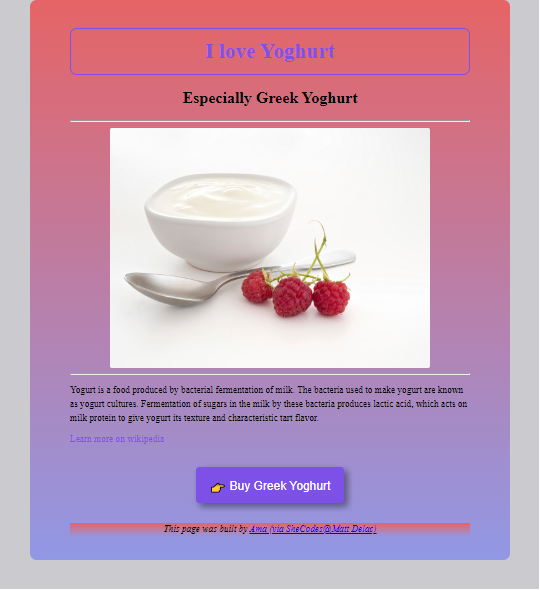 I love Yoghurt
Especially Greek Yoghurt
Yogurt is a food produced by bacterial fermentation of milk. The bacteria used to make yogurt are known
as yogurt cultures. Fermentation of sugars in the milk by these bacteria produces lactic acid, which acts on
milk protein to give yogurt its texture and characteristic tart flavor.
Learn more on wikipedia
👉 Buy Greek Yoghurt
This page was built by Ama (via SheCodes@Matt Delac)